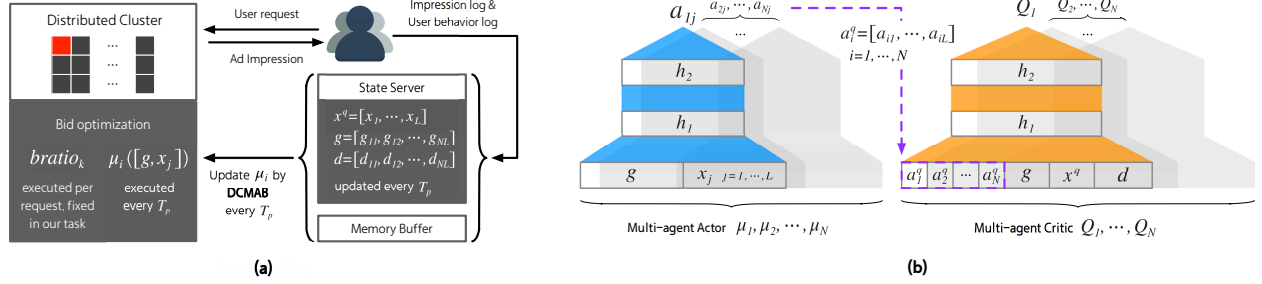 Distributed Cluster
...
...
Bid optimization
bratio_k
μ_i([g,x_j])
executed per
request, fixed
in our task
executed
every T_p
User request
Ad Impression
Impression log &
User behavior log
State Server
x^q=[x_1,⋯,x_L]
g=[g_11,g_12,⋯,g_NL]
d=[d_11,d_12,⋯,d_NL]
updated every T_p
Memory Buffer
Update μ_i by
DCMAB
every T_p
(a)
a_1j
a_2j,⋯,a_Nj
...
h_2
h_1
g
x_j j=1,⋯,L
Multi-agent Actor μ_1,μ_2,⋯,μ_N
a_i^q=[a_i1,⋯,a_iL]
i=1,⋯,N
Q_1
Q_2,⋯,Q_N
...
h_2
h_1
a_1^q a_2^q ⋯ a_N^q g x^q d
Multi-agent Critic Q_1,⋯,Q_N
(b)